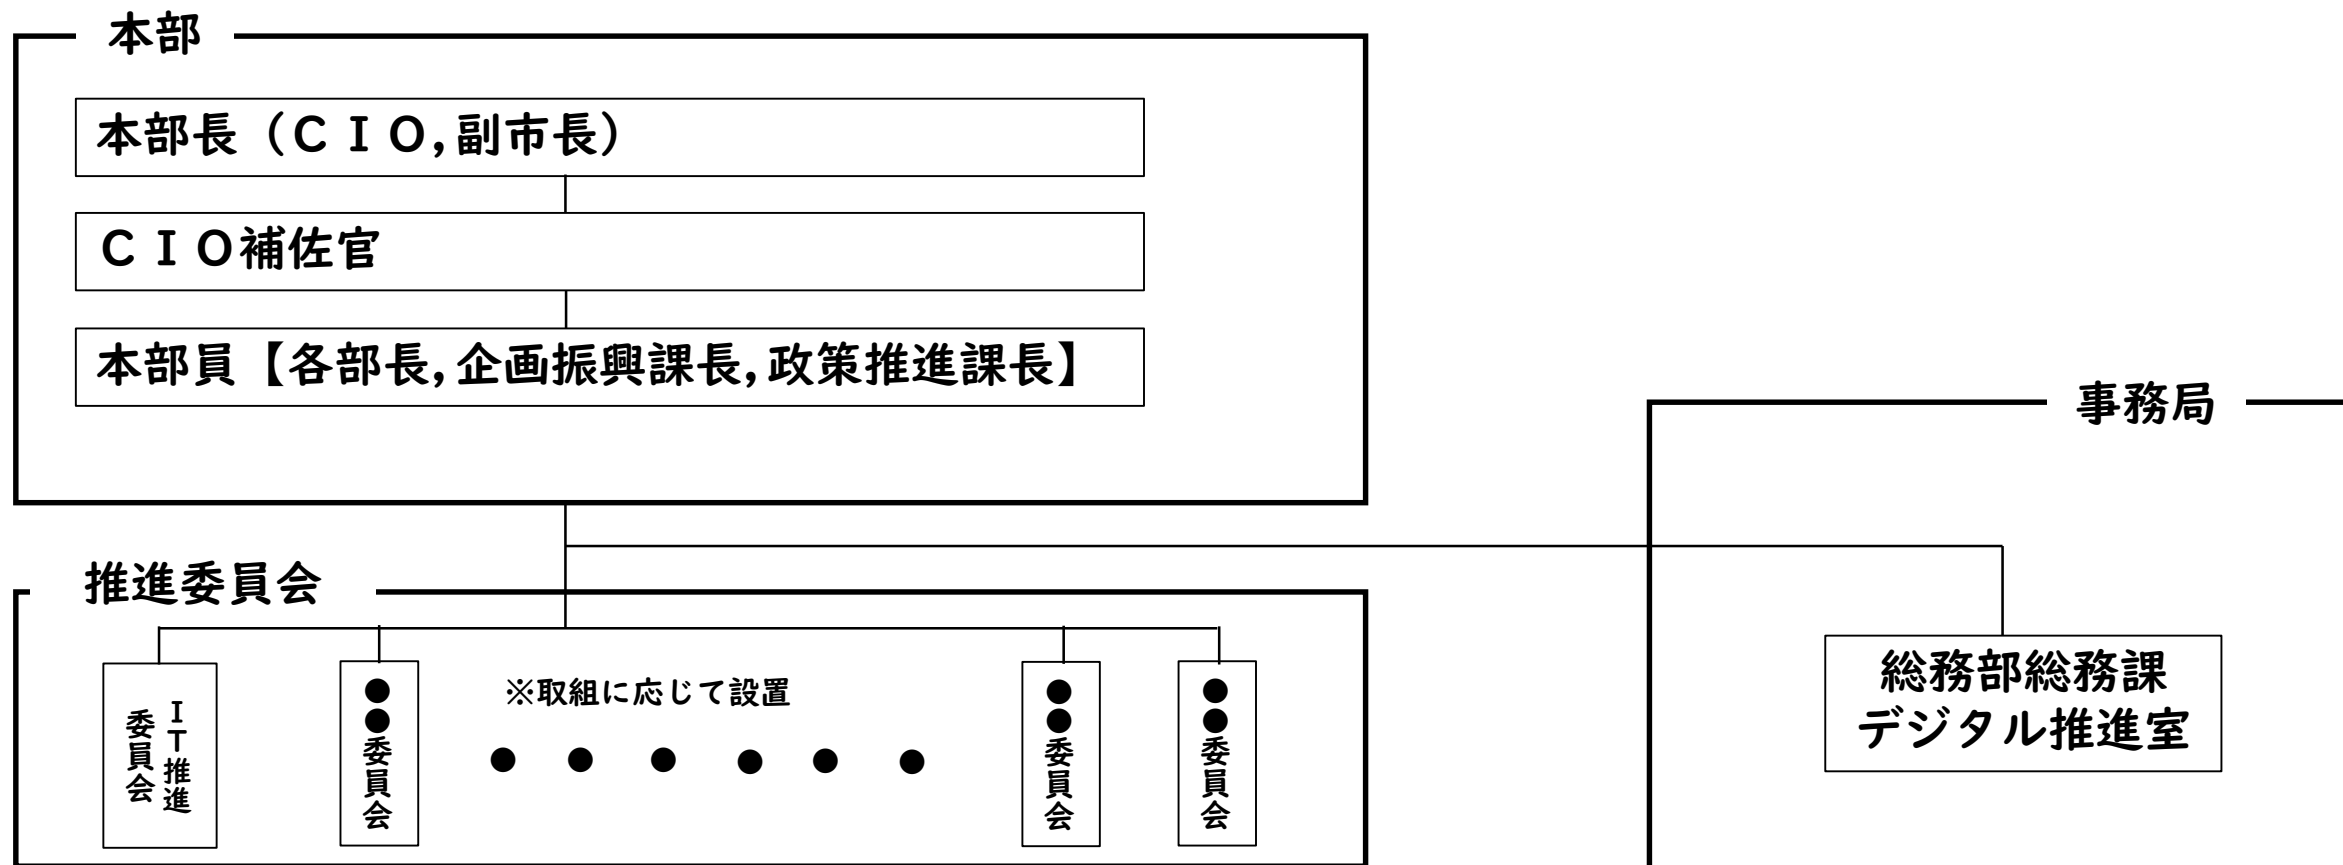 本部
本部長（ＣＩＯ,副市長）
ＣＩＯ補佐官
本部員【各部長,企画振興課長,政策推進課長】
事務局
推進委員会
ＩＴ推進
委員会
●●委員会
※取組に応じて設置
● ● ● ● ● ●
●●委員会
●●委員会
総務部総務課
デジタル推進室